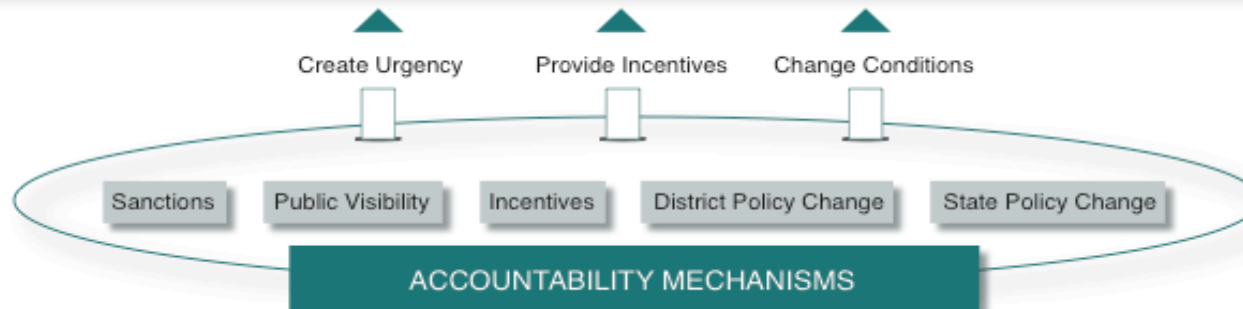 Create Urgency Provide Incentives Change Conditions
Sanctions Public Visibility Incentives District Policy Change State Policy Change
ACCOUNTABILITY MECHANISMS